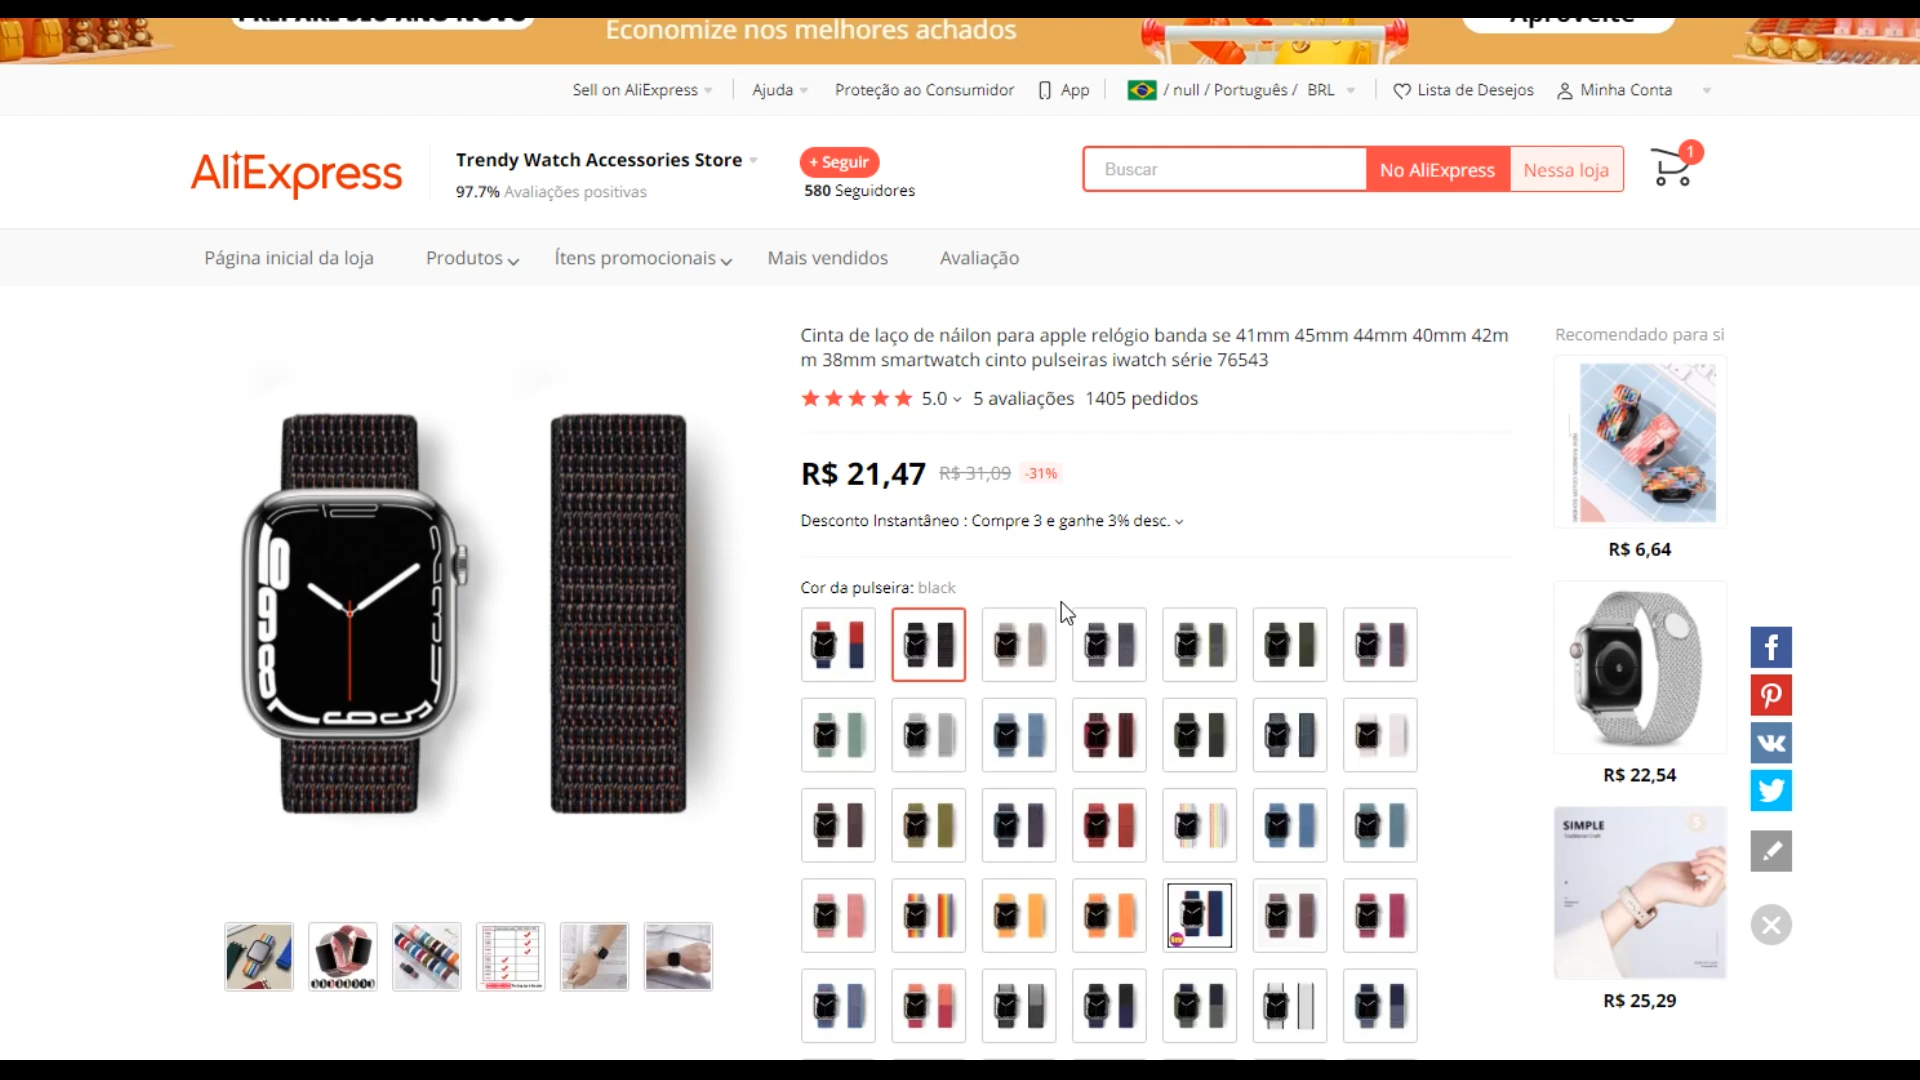 PREPARE SEU ANO NOVO
Economize nos melhores achados
Aproveite
Sell on AliExpress
Ajuda
Proteção ao Consumidor
App
/ null / Português / BRL
Lista de Desejos
Minha Conta
AliExpress
Trendy Watch Accessories Store
97.7% Avaliações positivas
+ Seguir
580 Seguidores
Buscar
No AliExpress
Nessa loja
1
Página inicial da loja
Produtos
Ítens promocionais
Mais vendidos
Avaliação
Cinta de laço de náilon para apple relógio banda se 41mm 45mm 44mm 40mm 42m
m 38mm smartwatch cinto pulseiras iwatch série 76543
5.0
5 avaliações
1405 pedidos
R$ 21,47
R$ 31,09
-31%
Desconto Instantâneo : Compre 3 e ganhe 3% desc.
Cor da pulseira: black
Recomendado para si
R$ 6,64
R$ 22,54
SIMPLE
R$ 25,29